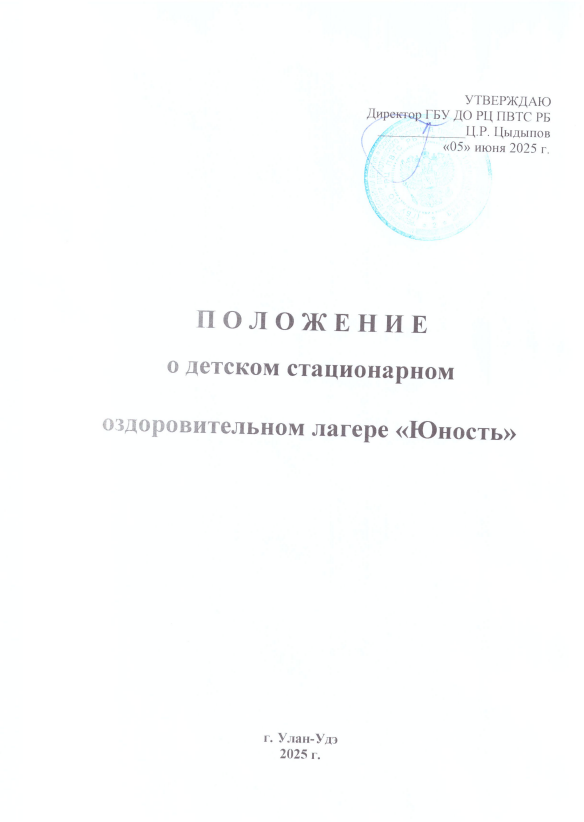 УТВЕРЖДАЮ
Директор ГБУ ДО РЦ ПВТС РБ
_____________Ц.Р. Цыдыпов
«05» июня 2025 г.
П О Л О Ж Е Н И Е
о детском стационарном
оздоровительном лагере «Юность»
г. Улан-Удэ
2025 г.